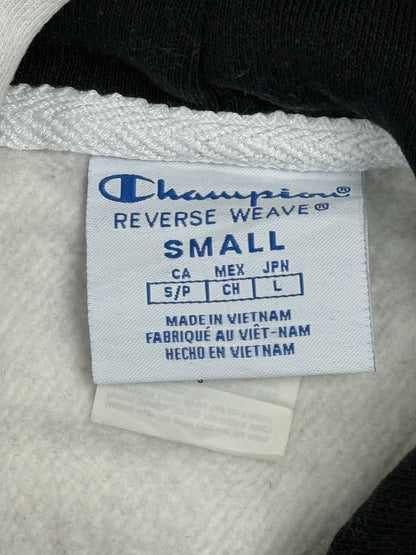 Champion®
REVERSE WEAVE®
SMALL
CA MEX JPN
S/P CH L
MADE IN VIETNAM
FABRIQUÉ AU VIÊT-NAM
HECHO EN VIETNAM